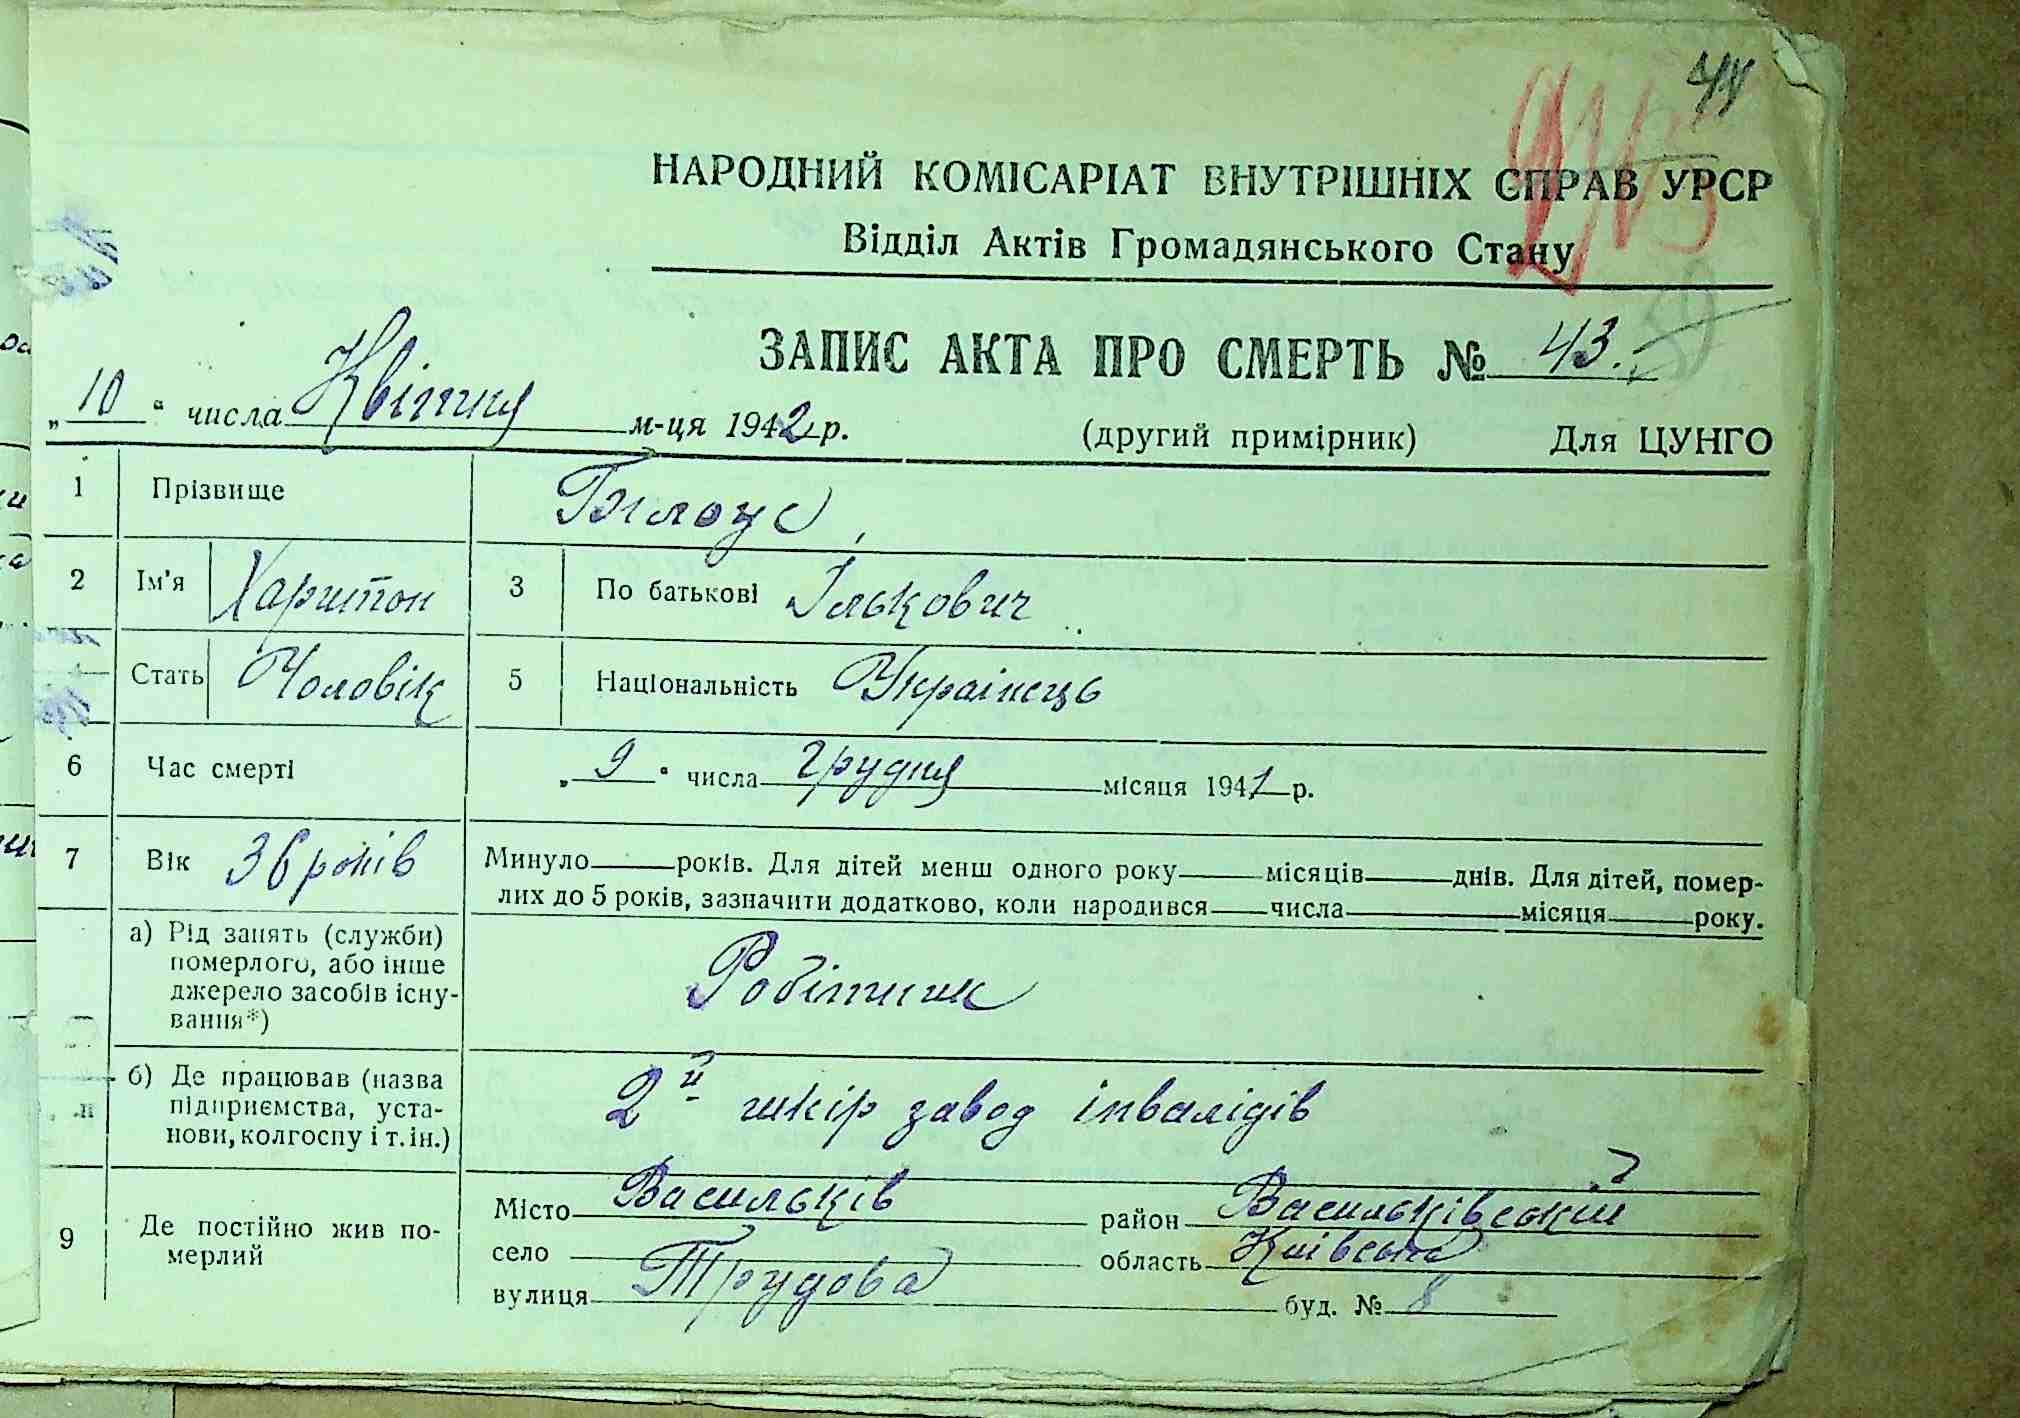 44
НАРОДНИЙ КОМІСАРІАТ ВНУТРІШНІХ СПРАВ УРСР
Відділ Актів Громадянського Стану
ЗАПИС АКТА ПРО СМЕРТЬ № 43.
„10“ числа Квітня м-ця 1942 р. (другий примірник) Для ЦУНГО
1 Прізвище Білоус
2 Ім'я Харитон 3 По батькові Ількович
Стать Чоловік 5 Національність Українець
6 Час смерті „9“ числа грудня місяця 1941 р.
7 Вік 36 років Минуло років. Для дітей менш одного року місяців днів. Для дітей, помер-
лих до 5 років, зазначити додатково, коли народився числа місяця року.
а) Рід занять (служби)
померлого, або інше
джерело засобів існу-
вання*)
Робітник
б) Де працював (назва
підприємства, уста-
нови, колгоспу і т. ін.)
2й шкір завод інвалідів
9 Де постійно жив по-
мерлий
Місто Васильків район Васильківський
село область Київська
вулиця Трудова буд. № 8